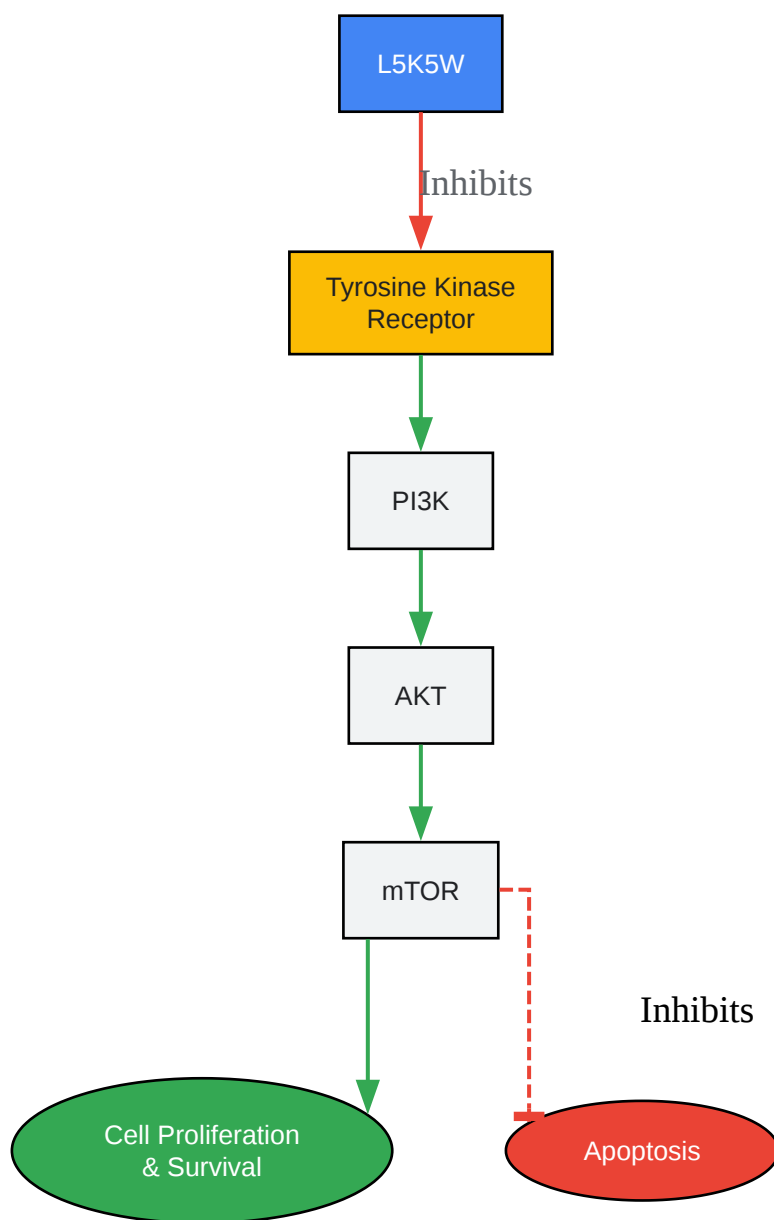 L5K5W
Inhibits
Tyrosine Kinase
Receptor
PI3K
AKT
mTOR
Inhibits
Cell Proliferation
& Survival
Apoptosis